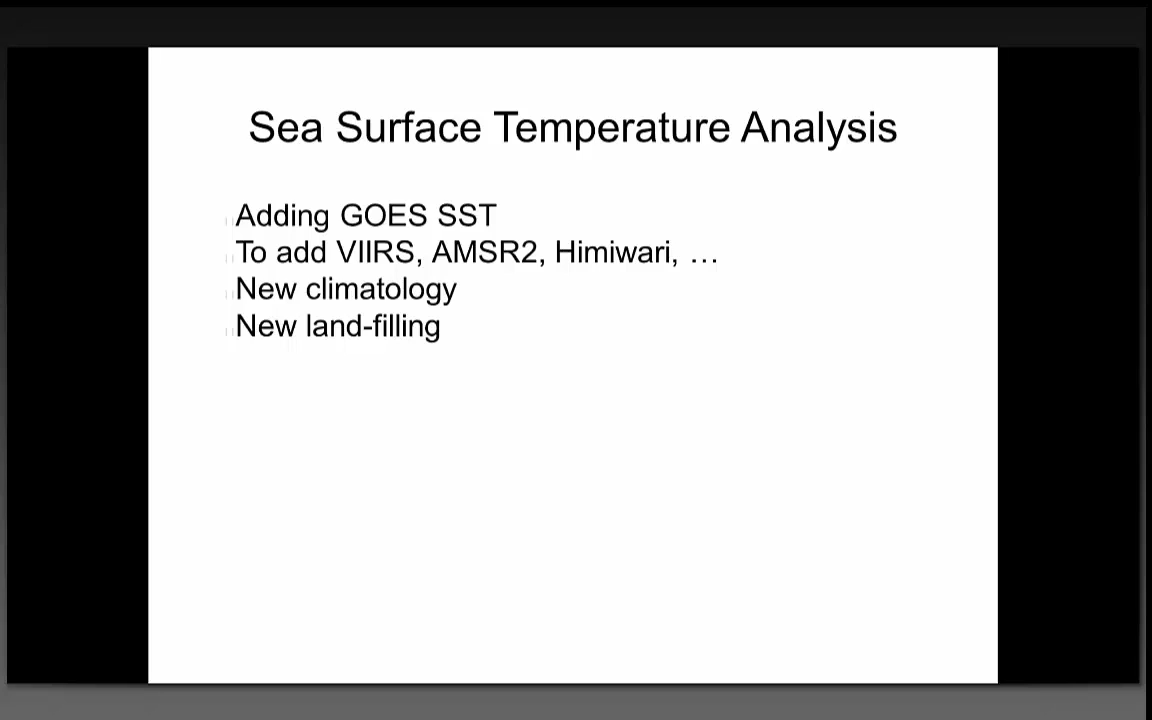 Sea Surface Temperature Analysis
Adding GOES SST
To add VIIRS, AMSR2, Himiwari, …
New climatology
New land-filling